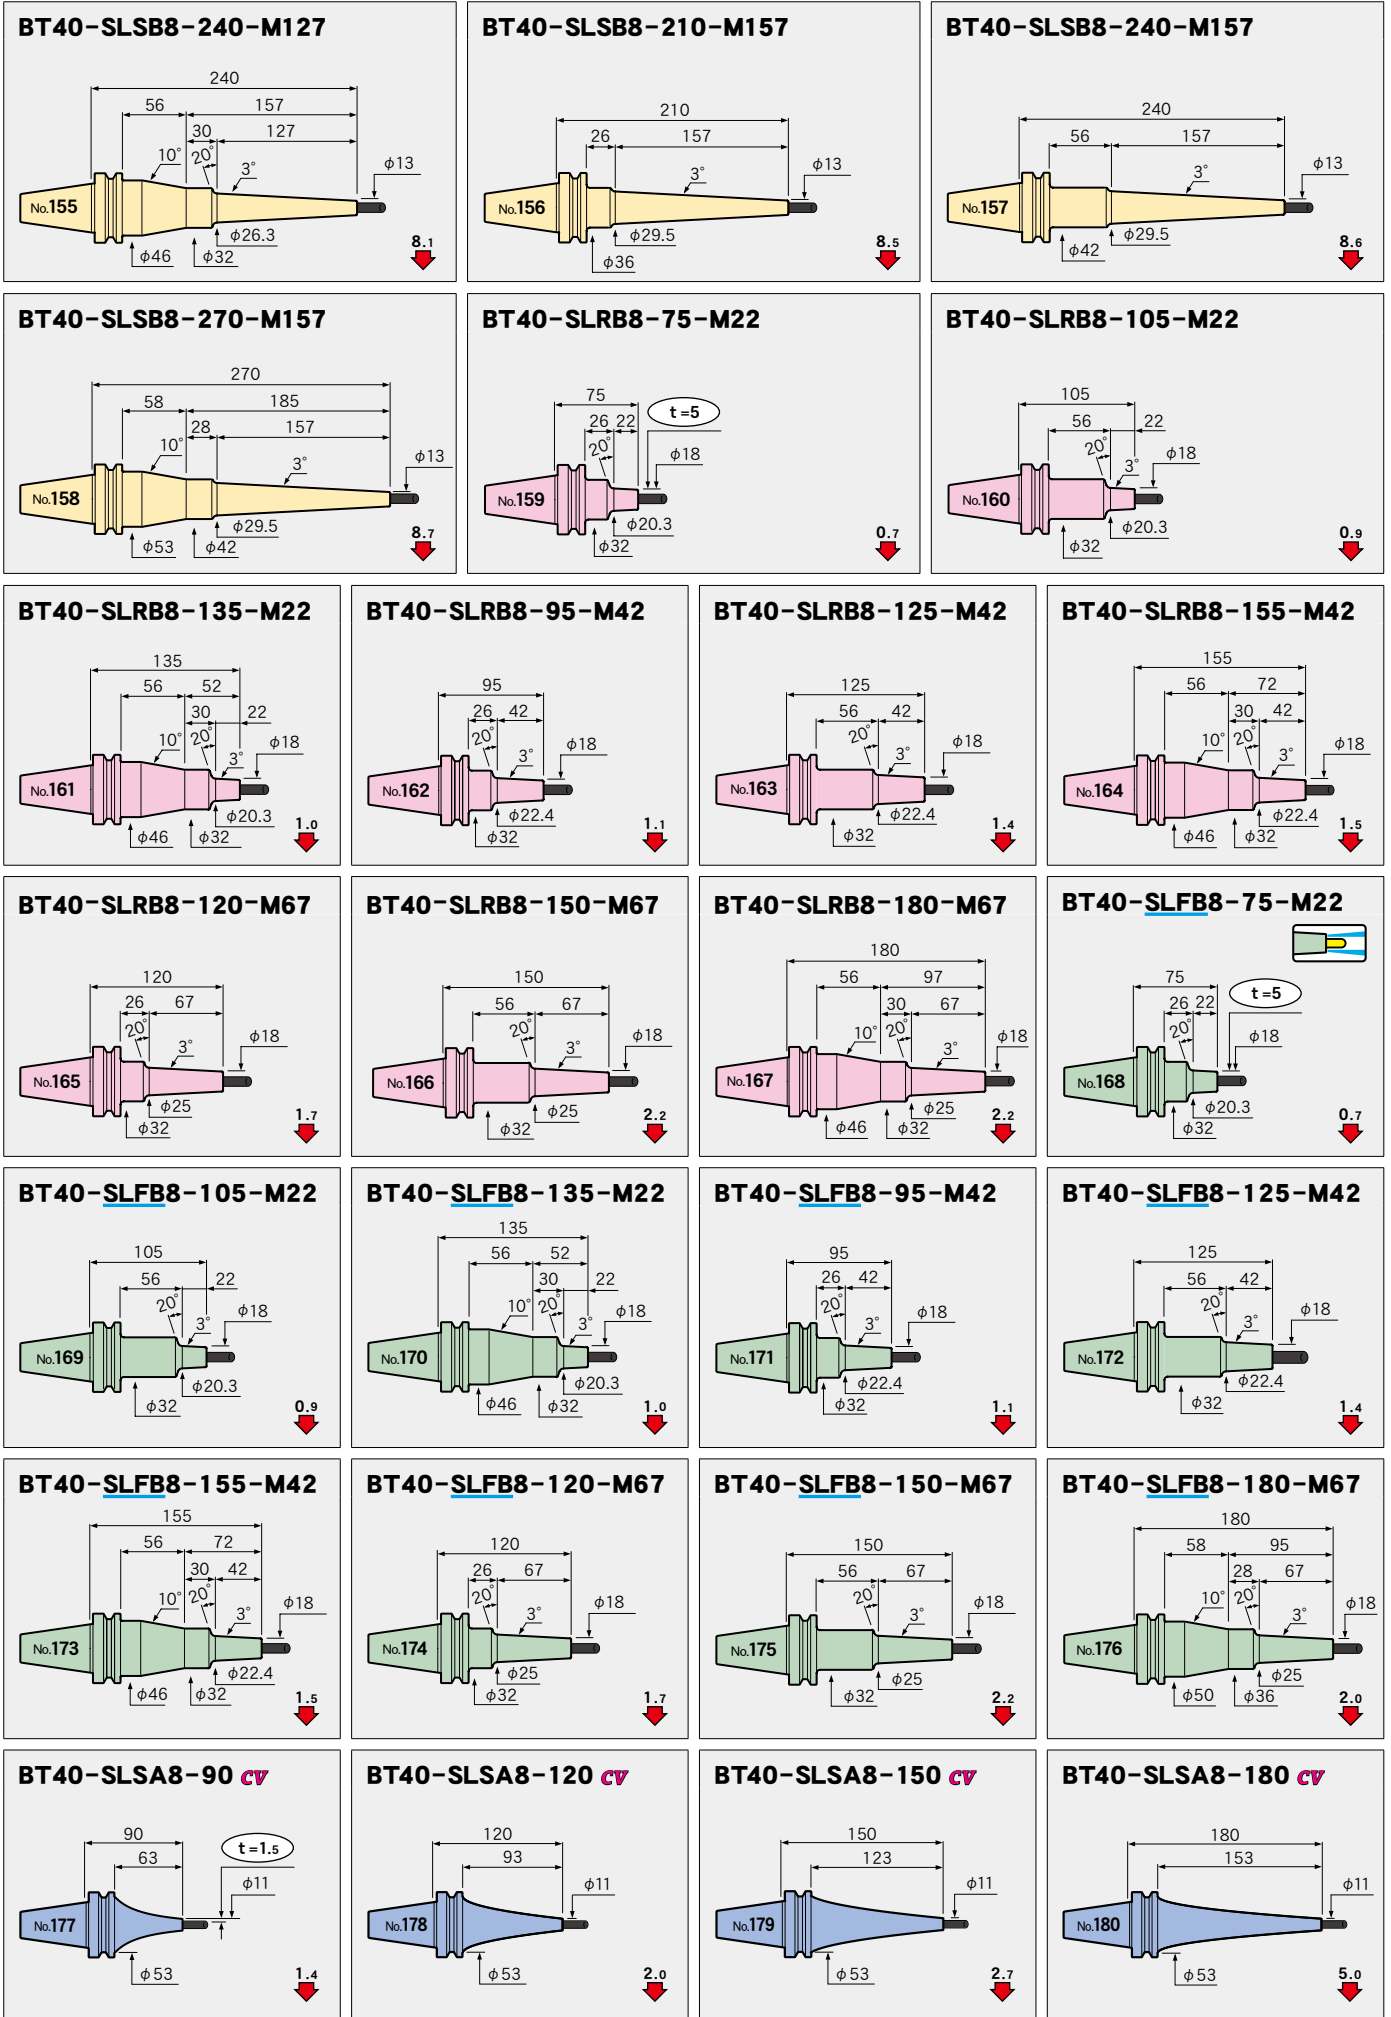 BT40-SLSB8-240-M127
240
56 157
30 127
10° 20° 3° φ13
No.155
φ26.3
φ46 φ32
8.1
BT40-SLSB8-210-M157
210
26 157
3° φ13
No.156
φ29.5
φ36
8.5
BT40-SLSB8-240-M157
240
56 157
3° φ13
No.157
φ29.5
φ42
8.6
BT40-SLSB8-270-M157
270
58 185
28 157
10° 3° φ13
No.158
φ29.5
φ53 φ42
8.7
BT40-SLRB8-75-M22
75
t=5
26 22
20° φ18
No.159
φ20.3
φ32
0.7
BT40-SLRB8-105-M22
105
56 22
20° 3° φ18
No.160
φ20.3
φ32
0.9
BT40-SLRB8-135-M22
135
56 52
30 22
10° 20° 3° φ18
No.161
φ20.3
φ46 φ32
1.0
BT40-SLRB8-95-M42
95
26 42
20° 3° φ18
No.162
φ22.4
φ32
1.1
BT40-SLRB8-125-M42
125
56 42
20° 3° φ18
No.163
φ22.4
φ32
1.4
BT40-SLRB8-155-M42
155
56 72
30 42
10° 20° 3° φ18
No.164
φ22.4
φ46 φ32
1.5
BT40-SLRB8-120-M67
120
26 67
20° 3° φ18
No.165
φ25
φ32
1.7
BT40-SLRB8-150-M67
150
56 67
20° 3° φ18
No.166
φ25
φ32
2.2
BT40-SLRB8-180-M67
180
56 97
30 67
10° 20° 3° φ18
No.167
φ25
φ46 φ32
2.2
BT40-SLFB8-75-M22
75
t=5
26 22
20° φ18
No.168
φ20.3
φ32
0.7
BT40-SLFB8-105-M22
105
56 22
20° 3° φ18
No.169
φ20.3
φ32
0.9
BT40-SLFB8-135-M22
135
56 52
30 22
10° 20° 3° φ18
No.170
φ20.3
φ46 φ32
1.0
BT40-SLFB8-95-M42
95
26 42
20° 3° φ18
No.171
φ22.4
φ32
1.1
BT40-SLFB8-125-M42
125
56 42
20° 3° φ18
No.172
φ22.4
φ32
1.4
BT40-SLFB8-155-M42
155
56 72
30 42
10° 20° 3° φ18
No.173
φ22.4
φ46 φ32
1.5
BT40-SLFB8-120-M67
120
26 67
20° 3° φ18
No.174
φ25
φ32
1.7
BT40-SLFB8-150-M67
150
56 67
20° 3° φ18
No.175
φ25
φ32
2.2
BT40-SLFB8-180-M67
180
58 95
28 67
10° 20° 3° φ18
No.176
φ25
φ50 φ36
2.0
BT40-SLSA8-90 CV
90
t=1.5
63
φ11
No.177
φ53
1.4
BT40-SLSA8-120 CV
120
93
φ11
No.178
φ53
2.0
BT40-SLSA8-150 CV
150
123
φ11
No.179
φ53
2.7
BT40-SLSA8-180 CV
180
153
φ11
No.180
φ53
5.0